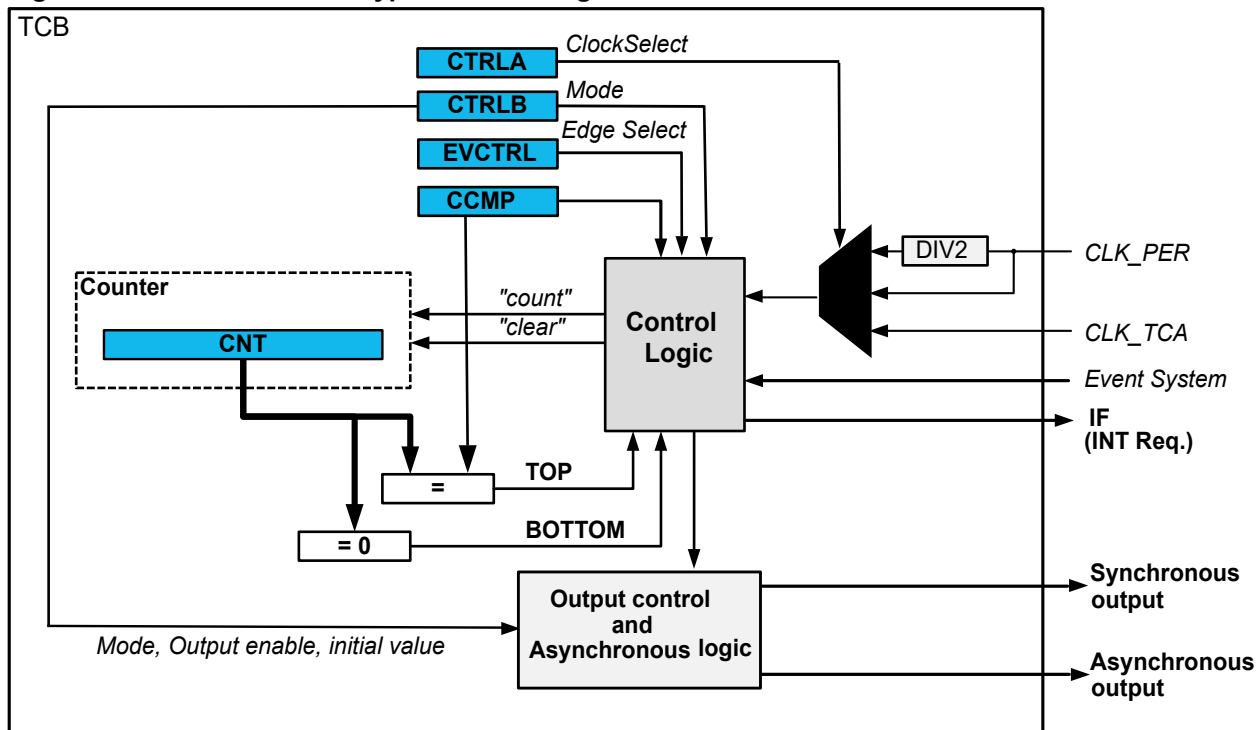 TCB
ClockSelect
CTRLA
Mode
CTRLB
Edge Select
EVCTRL
CCMP
DIV2
CLK_PER
Counter
"count"
Control
Logic
"clear"
CNT
CLK_TCA
Event System
IF
(INT Req.)
TOP
=
BOTTOM
= 0
Output control
and
Asynchronous logic
Synchronous
output
Mode, Output enable, initial value
Asynchronous
output